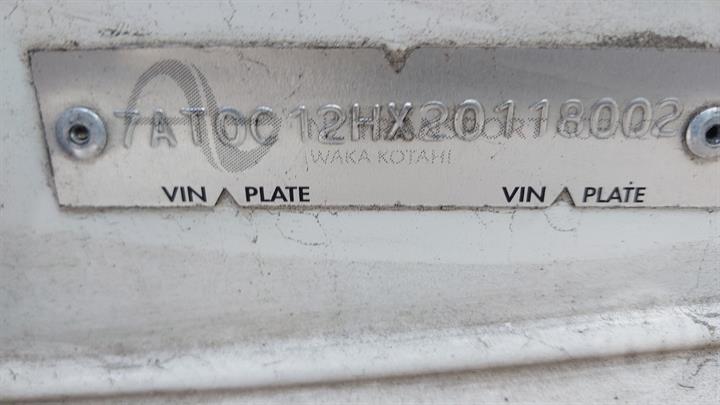 7AT0C12HX20118002
WAKA KOTAHI
VIN PLATE VIN PLATE